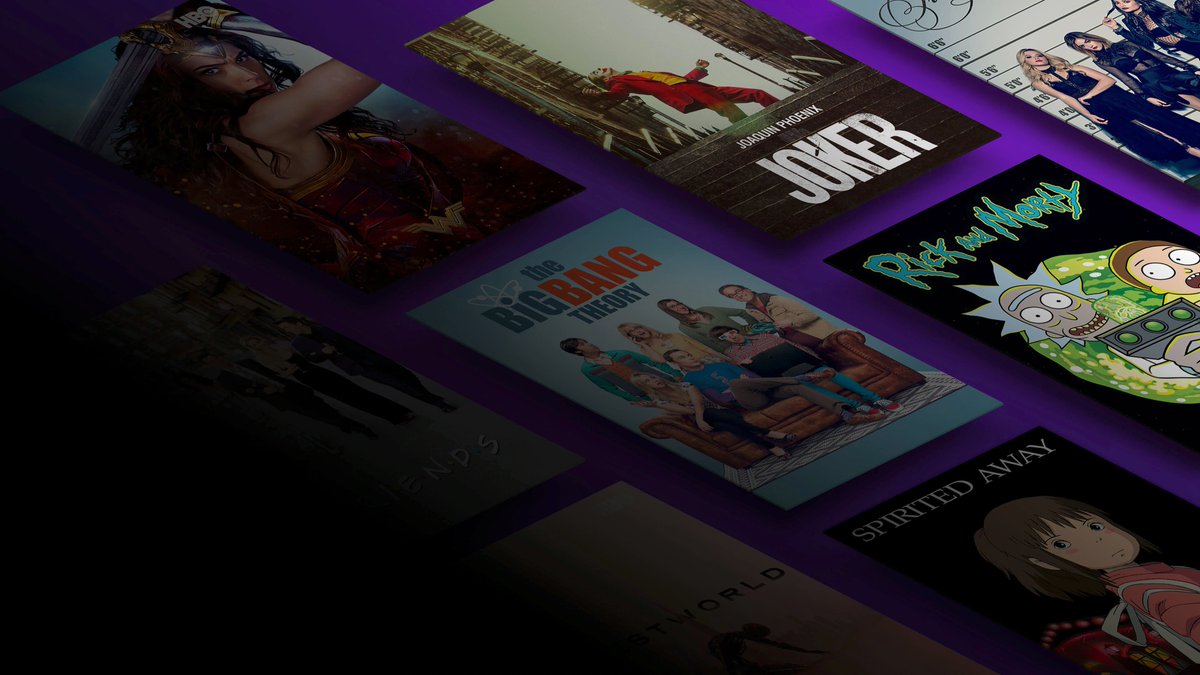 HBO
JOAQUIN PHOENIX
JOKER
6'6"
6'0"
5'6"
5'0"
Rick and Morty
the
BIG BANG
THEORY
IENDS
SPIRITED AWAY
STWORLD